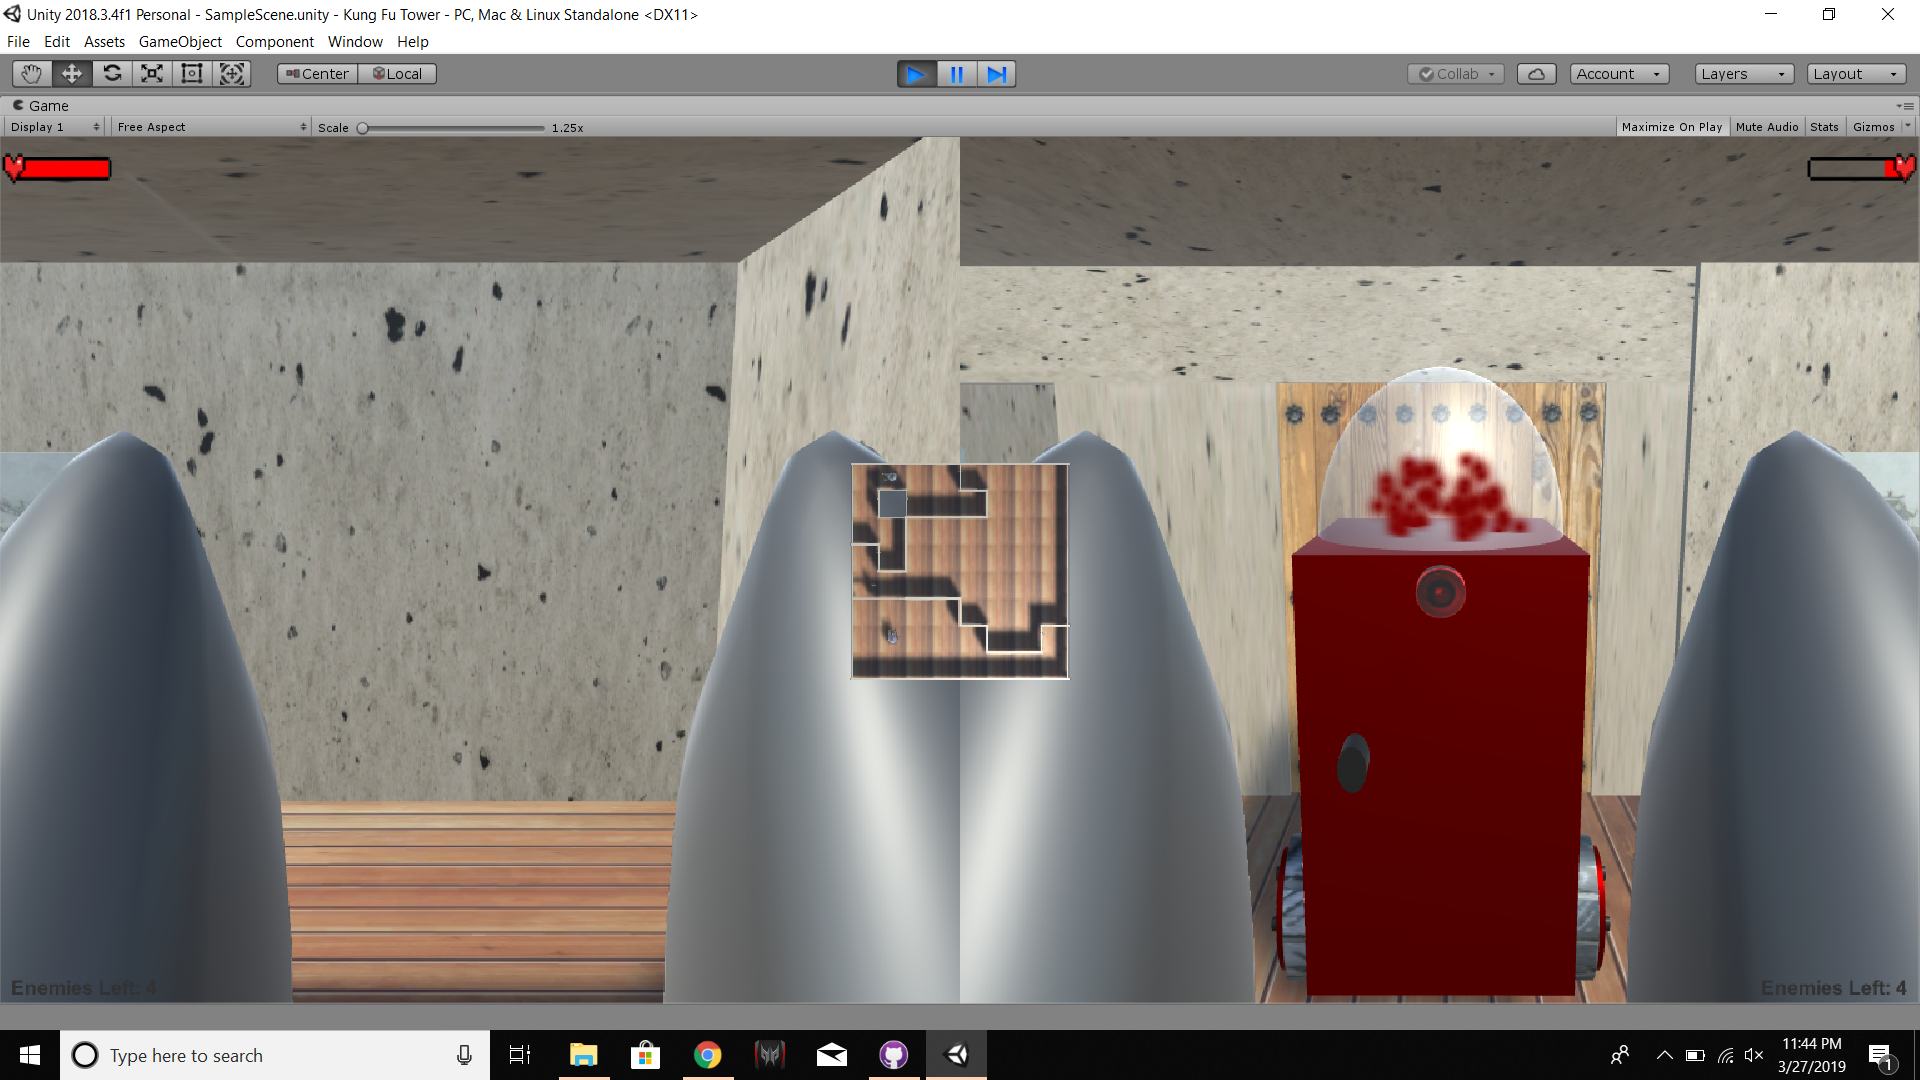 Unity 2018.3.4f1 Personal - SampleScene.unity - Kung Fu Tower - PC, Mac & Linux Standalone <DX11>
File Edit Assets GameObject Component Window Help
Center Local Collab Account Layers Layout
Game
Display 1 Free Aspect Scale 1.25x Maximize On Play Mute Audio Stats Gizmos
Enemies Left: 4 Enemies Left: 4
Type here to search
11:44 PM
3/27/2019
1